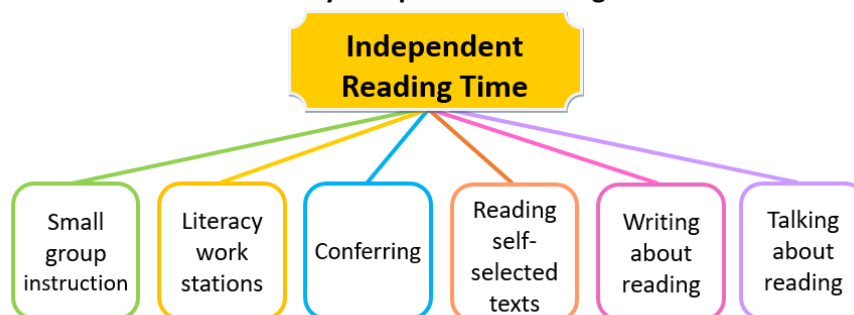 Independent
Reading Time
Small
group
instruction
Literacy
work
stations
Conferring
Reading
self-
selected
texts
Writing
about
reading
Talking
about
reading